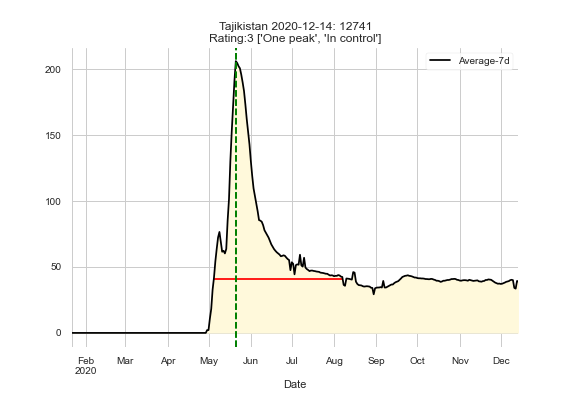 Tajikistan 2020-12-14: 12741
Rating:3 ['One peak', 'In control']
Average-7d
200
150
100
50
0
Feb Mar Apr May Jun Jul Aug Sep Oct Nov Dec
2020
Date